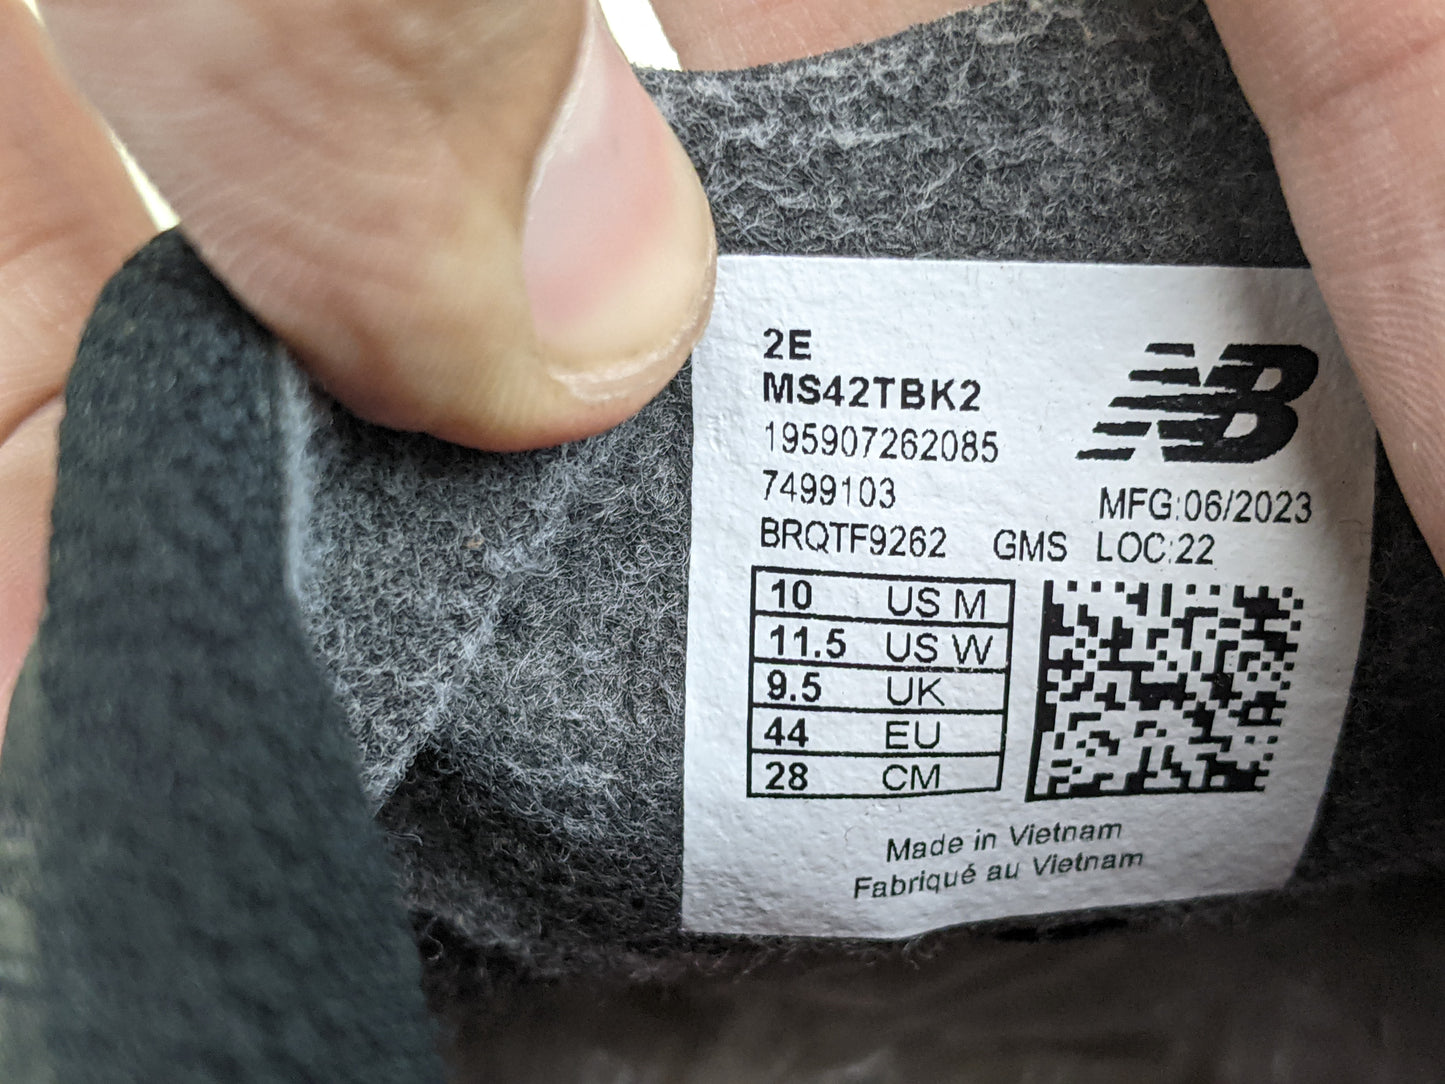 2E
MS42TBK2
195907262085
7499103
BRQTF9262 GMS
NB
MFG:06/2023
LOC:22
10 US M
11.5 US W
9.5 UK
44 EU
28 CM
Made in Vietnam
Fabriqué au Vietnam